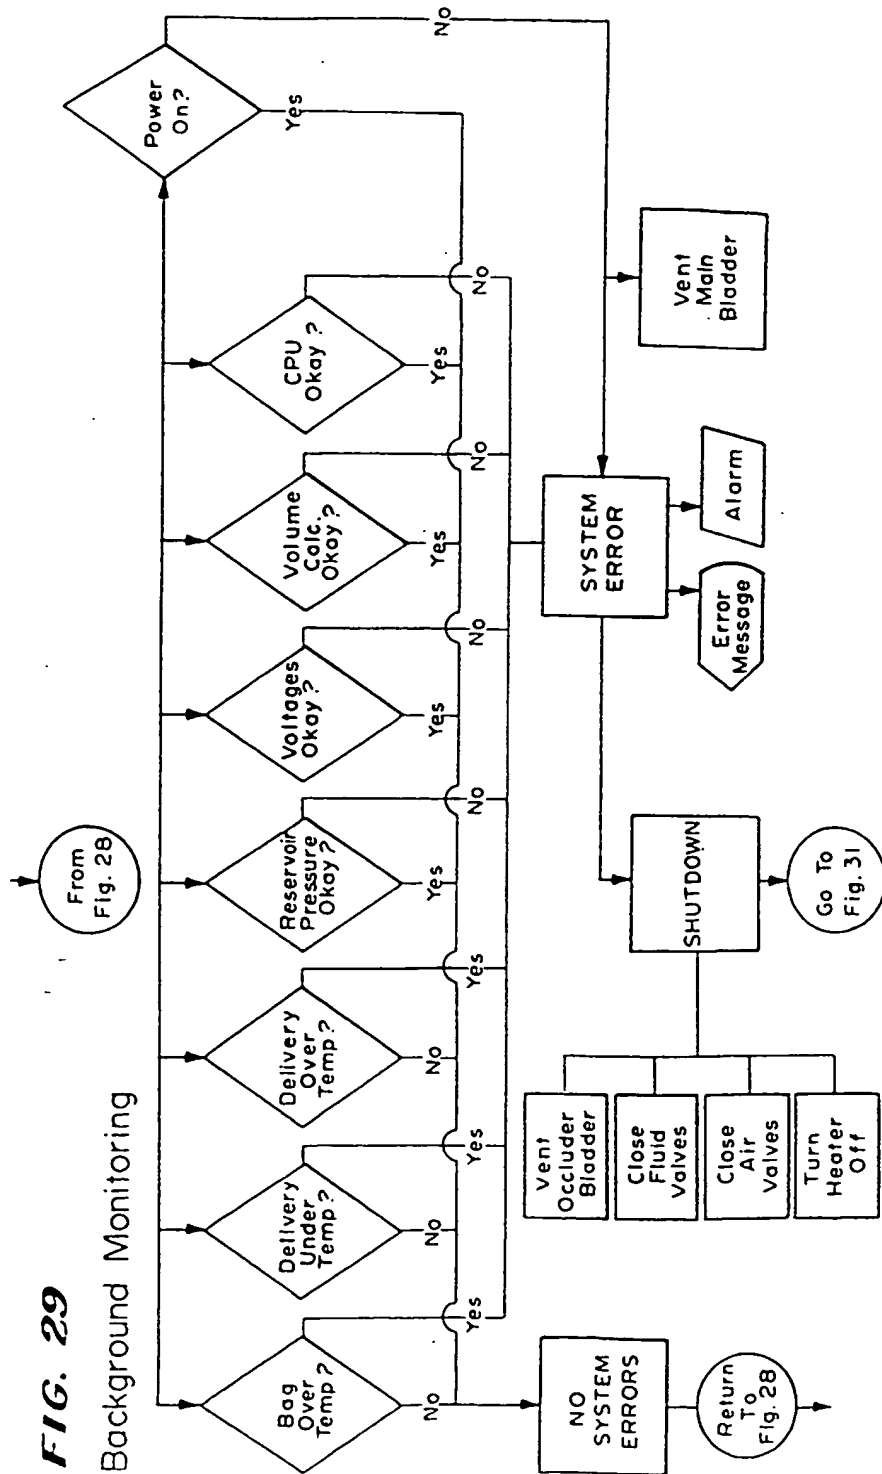 FIG. 29
Background Monitoring
From
Fig. 28
Bag
Over
Temp?
No
Yes
Delivery
Under
Temp?
No
Yes
Delivery
Over
Temp?
No
Yes
Reservoir
Pressure
Okay?
Yes
No
Voltages
Okay?
Yes
No
Volume
Calc.
Okay?
Yes
No
CPU
Okay?
Yes
No
Power
On?
Yes
No
NO
SYSTEM
ERRORS
Return
To
Fig. 28
Vent
Occluder
Bladder
Close
Fluid
Valves
Close
Air
Valves
Turn
Heater
Off
SHUTDOWN
Go To
Fig. 31
SYSTEM
ERROR
Error
Message
Alarm
Vent
Main
Bladder